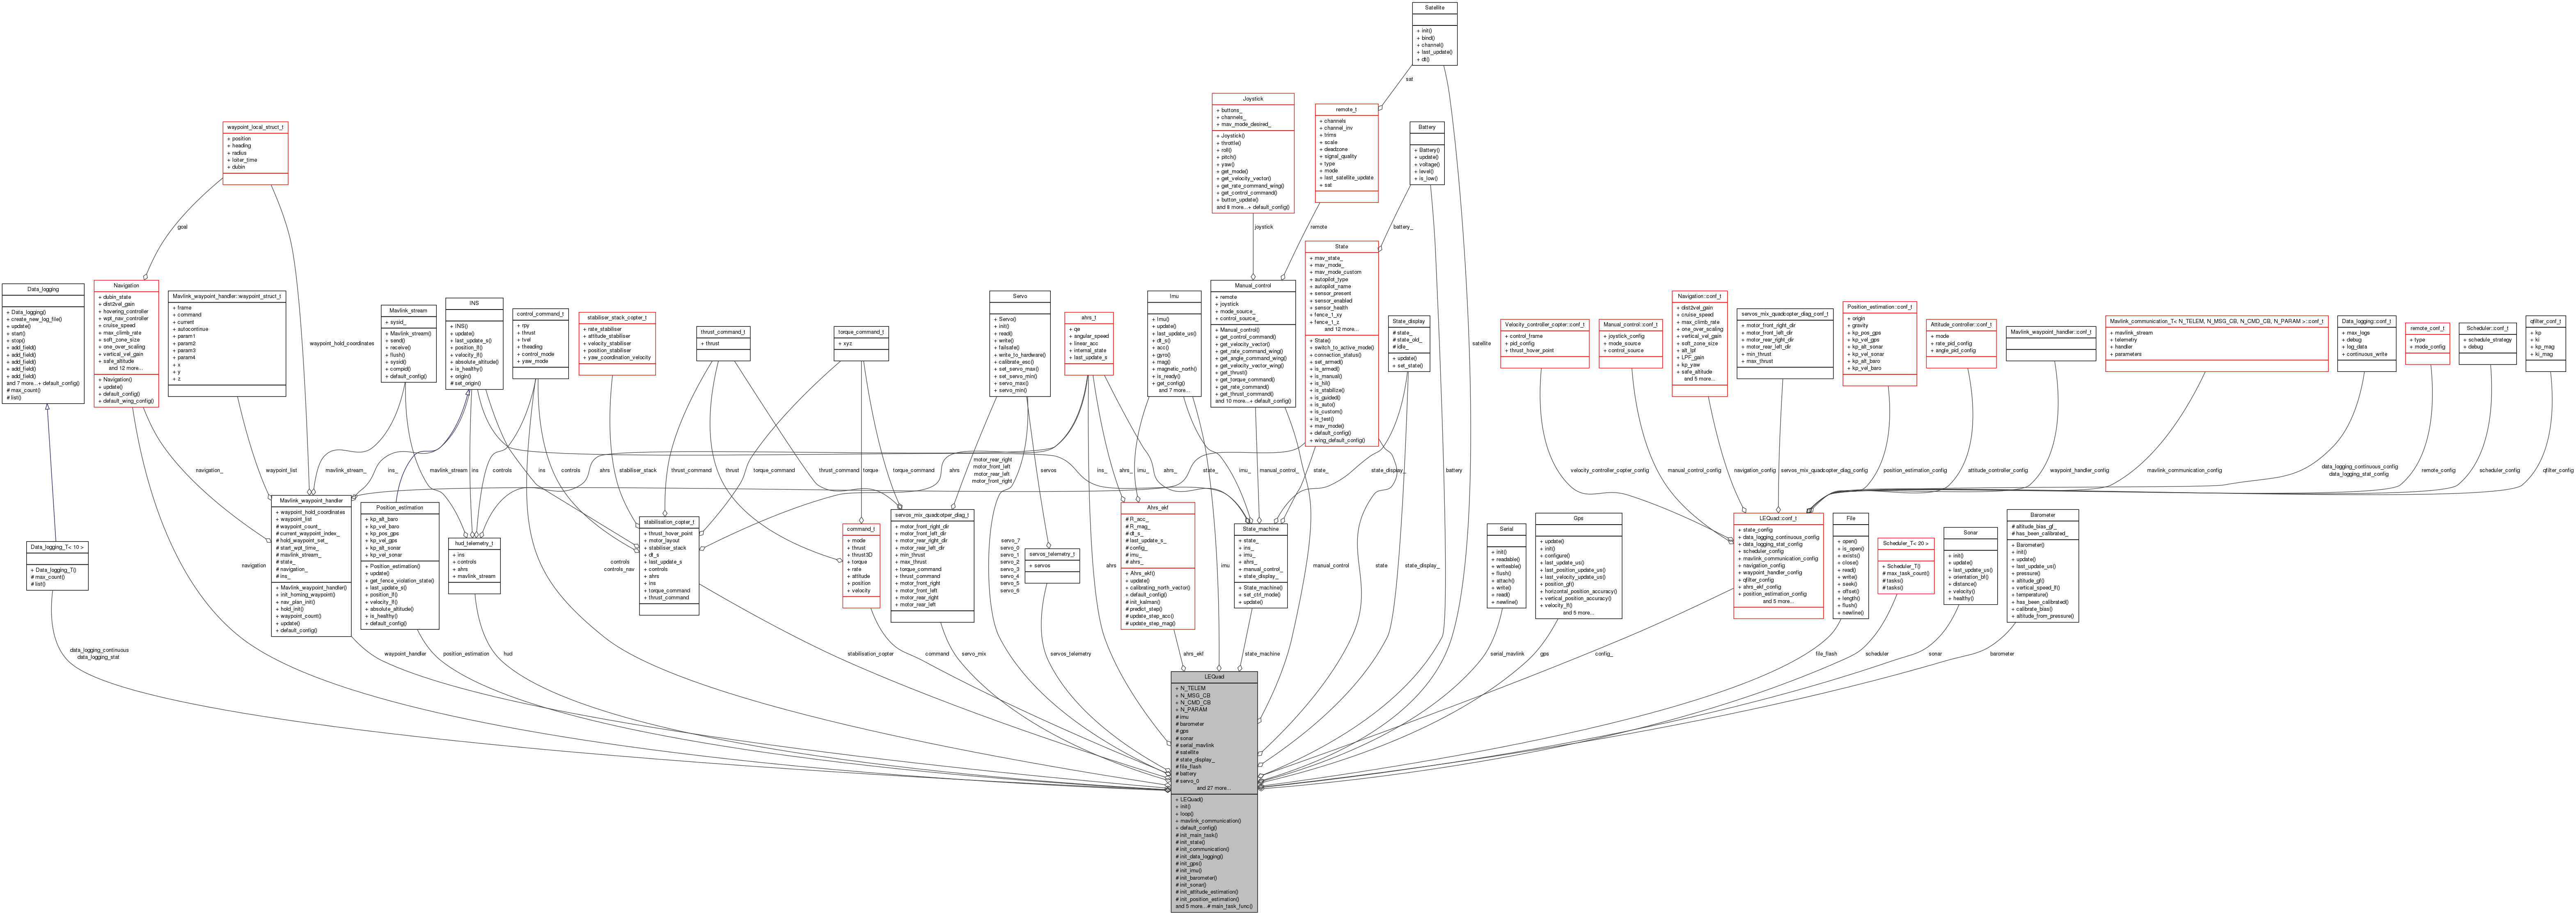 Satellite
+ init()
+ bind()
+ channel()
+ last_update()
+ dt()
sat
Joystick
+ buttons_
+ channels_
+ mav_mode_desired_
+ Joystick()
+ throttle()
+ roll()
+ pitch()
+ yaw()
+ get_mode()
+ get_velocity_vector()
+ get_rate_command_wing()
+ get_control_command()
+ button_update()
and 8 more...+ default_config()
remote_t
+ channels
+ channel_inv
+ trims
+ scale
+ deadzone
+ signal_quality
+ type
+ mode
+ last_satellite_update
+ sat
Battery
+ Battery()
+ update()
+ voltage()
+ level()
+ is_low()
waypoint_local_struct_t
+ position
+ heading
+ radius
+ loiter_time
+ dubin
goal
joystick
remote
battery_
State
+ mav_state_
+ mav_mode_
+ mav_mode_custom
+ autopilot_type
+ autopilot_name
+ sensor_present
+ sensor_enabled
+ sensor_health
+ fence_1_xy
+ fence_1_z
and 12 more...
+ State()
+ switch_to_active_mode()
+ connection_status()
+ set_armed()
+ is_armed()
+ is_manual()
+ is_hil()
+ is_stabilize()
+ is_guided()
+ is_auto()
+ is_custom()
+ is_test()
+ mav_mode()
+ default_config()
+ wing_default_config()
Data_logging
+ Data_logging()
+ create_new_log_file()
+ update()
+ start()
+ stop()
+ add_field()
+ add_field()
+ add_field()
+ add_field()
+ add_field()
and 7 more...+ default_config()
# max_count()
# list()
Navigation
+ dubin_state
+ dist2vel_gain
+ hovering_controller
+ wpt_nav_controller
+ cruise_speed
+ max_climb_rate
+ soft_zone_size
+ one_over_scaling
+ safe_altitude
+ vertical_vel_gain
and 12 more...
+ Navigation()
+ update()
+ default_config()
+ default_wing_config()
Mavlink_waypoint_handler::waypoint_struct_t
+ frame
+ command
+ current
+ autocontinue
+ param1
+ param2
+ param3
+ param4
+ x
+ y
+ z
waypoint_hold_coordinates
Mavlink_stream
+ sysid_
+ Mavlink_stream()
+ send()
+ receive()
+ flush()
+ sysid()
+ compid()
+ default_config()
INS
+ INS()
+ update()
+ last_update_s()
+ position_lf()
+ velocity_lf()
+ absolute_altitude()
+ is_healthy()
+ origin()
# set_origin()
control_command_t
+ rpy
+ thrust
+ tvel
+ theading
+ control_mode
+ yaw_mode
stabiliser_stack_copter_t
+ rate_stabiliser
+ attitude_stabiliser
+ velocity_stabiliser
+ position_stabiliser
+ yaw_coordination_velocity
thrust_command_t
+ thrust
torque_command_t
+ xyz
Servo
+ Servo()
+ init()
+ read()
+ write()
+ failsafe()
+ write_to_hardware()
+ calibrate_esc()
+ set_servo_max()
+ set_servo_min()
+ servo_max()
+ servo_min()
ahrs_t
+ qe
+ angular_speed
+ linear_acc
+ internal_state
+ last_update_s
Imu
+ Imu()
+ update()
+ last_update_us()
+ dt_s()
+ acc()
+ gyro()
+ mag()
+ magnetic_north()
+ is_ready()
+ get_config()
and 7 more...
Manual_control
+ remote
+ joystick
+ mode_source_
+ control_source_
+ Manual_control()
+ get_control_command()
+ get_velocity_vector()
+ get_rate_command_wing()
+ get_angle_command_wing()
+ get_velocity_vector_wing()
+ get_thrust()
+ get_torque_command()
+ get_rate_command()
+ get_thrust_command()
and 10 more...+ default_config()
State_display
# state_
# state_old_
# idle_
+ update()
+ set_state()
satellite
Velocity_controller_copter::conf_t
+ control_frame
+ pid_config
+ thrust_hover_point
Manual_control::conf_t
+ joystick_config
+ mode_source
+ control_source
Navigation::conf_t
+ dist2vel_gain
+ cruise_speed
+ max_climb_rate
+ one_over_scaling
+ vertical_vel_gain
+ soft_zone_size
+ alt_lpf
+ LPF_gain
+ kp_yaw
+ safe_altitude
and 5 more...
servos_mix_quadcopter_diag_conf_t
+ motor_front_right_dir
+ motor_front_left_dir
+ motor_rear_right_dir
+ motor_rear_left_dir
+ min_thrust
+ max_thrust
Position_estimation::conf_t
+ origin
+ gravity
+ kp_pos_gps
+ kp_vel_gps
+ kp_alt_sonar
+ kp_vel_sonar
+ kp_alt_baro
+ kp_vel_baro
Attitude_controller::conf_t
+ mode
+ rate_pid_config
+ angle_pid_config
Mavlink_waypoint_handler::conf_t
Mavlink_communication_T< N_TELEM, N_MSG_CB, N_CMD_CB, N_PARAM >::conf_t
+ mavlink_stream
+ telemetry
+ handler
+ parameters
Data_logging::conf_t
+ max_logs
+ debug
+ log_data
+ continuous_write
remote_conf_t
+ type
+ mode_config
Scheduler::conf_t
+ schedule_strategy
+ debug
qfilter_conf_t
+ kp
+ ki
+ kp_mag
+ ki_mag
navigation_
waypoint_list
mavlink_stream_
ins_
mavlink_stream
ins
controls
ahrs
ins
controls
stabiliser_stack
thrust_command
thrust
torque_command
thrust_command
torque
torque_command
ahrs
motor_rear_right
motor_front_left
motor_rear_left
motor_front_right
servos
ins_
ahrs_
imu_
ahrs_
state_
imu_
manual_control_
state_
state_display_
battery
velocity_controller_copter_config
manual_control_config
navigation_config
servos_mix_quadcopter_diag_config
position_estimation_config
attitude_controller_config
waypoint_handler_config
mavlink_communication_config
data_logging_continuous_config
data_logging_stat_config
remote_config
scheduler_config
qfilter_config
Data_logging_T< 10 >
+ Data_logging_T()
# max_count()
# list()
navigation
Mavlink_waypoint_handler
+ waypoint_hold_coordinates
+ waypoint_list
# waypoint_count_
# current_waypoint_index_
# hold_waypoint_set_
# start_wpt_time_
# mavlink_stream_
# state_
# navigation_
# ins_
+ Mavlink_waypoint_handler()
+ init_homing_waypoint()
+ nav_plan_init()
+ hold_init()
+ waypoint_count()
+ update()
+ default_config()
Position_estimation
+ kp_alt_baro
+ kp_vel_baro
+ kp_pos_gps
+ kp_vel_gps
+ kp_alt_sonar
+ kp_vel_sonar
+ Position_estimation()
+ update()
+ get_fence_violation_state()
+ last_update_s()
+ position_lf()
+ velocity_lf()
+ absolute_altitude()
+ is_healthy()
+ default_config()
hud_telemetry_t
+ ins
+ controls
+ ahrs
+ mavlink_stream
controls
controls_nav
stabilisation_copter_t
+ thrust_hover_point
+ motor_layout
+ stabiliser_stack
+ dt_s
+ last_update_s
+ controls
+ ahrs
+ ins
+ torque_command
+ thrust_command
command_t
+ mode
+ thrust
+ thrust3D
+ torque
+ rate
+ attitude
+ position
+ velocity
servos_mix_quadcotper_diag_t
+ motor_front_right_dir
+ motor_front_left_dir
+ motor_rear_right_dir
+ motor_rear_left_dir
+ min_thrust
+ max_thrust
+ torque_command
+ thrust_command
+ motor_front_right
+ motor_front_left
+ motor_rear_right
+ motor_rear_left
servo_7
servo_0
servo_1
servo_2
servo_3
servo_4
servo_5
servo_6
servos_telemetry_t
+ servos
ahrs
Ahrs_ekf
# R_acc_
# R_mag_
# dt_s_
# last_update_s_
# config_
# imu_
# ahrs_
+ Ahrs_ekf()
+ update()
+ calibrating_north_vector()
+ default_config()
# init_kalman()
# predict_step()
# update_step_acc()
# update_step_mag()
imu
State_machine
+ state_
+ ins_
+ imu_
+ ahrs_
+ manual_control_
+ state_display_
+ State_machine()
+ set_ctrl_mode()
+ update()
manual_control
state
state_display_
Serial
+ init()
+ readable()
+ writeable()
+ flush()
+ attach()
+ write()
+ read()
+ newline()
Gps
+ update()
+ init()
+ configure()
+ last_update_us()
+ last_position_update_us()
+ last_velocity_update_us()
+ position_gf()
+ horizontal_position_accuracy()
+ vertical_position_accuracy()
+ velocity_lf()
and 5 more...
LEQuad::conf_t
+ state_config
+ data_logging_continuous_config
+ data_logging_stat_config
+ scheduler_config
+ mavlink_communication_config
+ navigation_config
+ waypoint_handler_config
+ qfilter_config
+ ahrs_ekf_config
+ position_estimation_config
and 5 more...
File
+ open()
+ is_open()
+ exists()
+ close()
+ read()
+ write()
+ seek()
+ offset()
+ length()
+ flush()
+ newline()
Scheduler_T< 20 >
+ Scheduler_T()
# max_task_count()
# tasks()
# tasks()
Sonar
+ init()
+ update()
+ last_update_us()
+ orientation_bf()
+ distance()
+ velocity()
+ healthy()
Barometer
# altitude_bias_gf_
# has_been_calibrated_
+ Barometer()
+ init()
+ update()
+ last_update_us()
+ pressure()
+ altitude_gf()
+ vertical_speed_lf()
+ temperature()
+ has_been_calibrated()
+ calibrate_bias()
+ altitude_from_pressure()
data_logging_continuous
data_logging_stat
waypoint_handler
position_estimation
hud
stabilisation_copter
command
servo_mix
servos_telemetry
ahrs_ekf
state_machine
serial_mavlink
gps
config_
file_flash
scheduler
sonar
barometer
LEQuad
+ N_TELEM
+ N_MSG_CB
+ N_CMD_CB
+ N_PARAM
# imu
# barometer
# gps
# sonar
# serial_mavlink
# satellite
# state_display_
# file_flash
# battery
# servo_0
and 27 more...
+ LEQuad()
+ init()
+ loop()
+ mavlink_communication()
+ default_config()
# init_main_task()
# init_state()
# init_communication()
# init_data_logging()
# init_gps()
# init_imu()
# init_barometer()
# init_sonar()
# init_attitude_estimation()
# init_position_estimation()
and 5 more...# main_task_func()